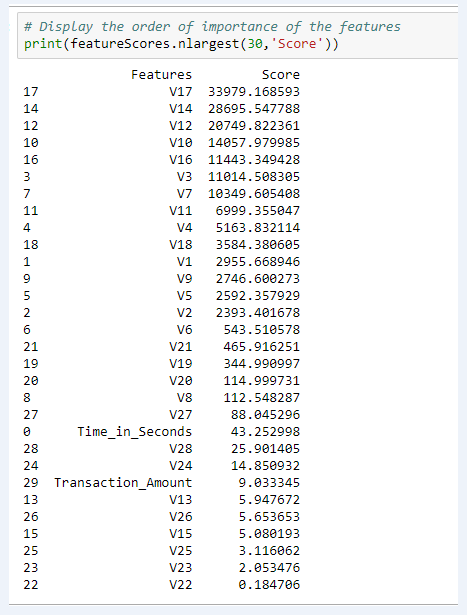 # Display the order of importance of the features
print(featureScores.nlargest(30,'Score'))
Features Score
17 V17 33979.168593
14 V14 28695.547788
12 V12 20749.822361
10 V10 14057.979985
16 V16 11443.349428
3 V3 11014.508305
7 V7 10349.605408
11 V11 6999.355047
4 V4 5163.832114
18 V18 3584.380605
1 V1 2955.668946
9 V9 2746.600273
5 V5 2592.357929
2 V2 2393.401678
6 V6 543.510578
21 V21 465.916251
19 V19 344.990997
20 V20 114.999731
8 V8 112.548287
27 V27 88.045296
0 Time_in_Seconds 43.252998
28 V28 25.901405
24 V24 14.850932
29 Transaction_Amount 9.033345
13 V13 5.947672
26 V26 5.653653
15 V15 5.080193
25 V25 3.116062
23 V23 2.053476
22 V22 0.184706